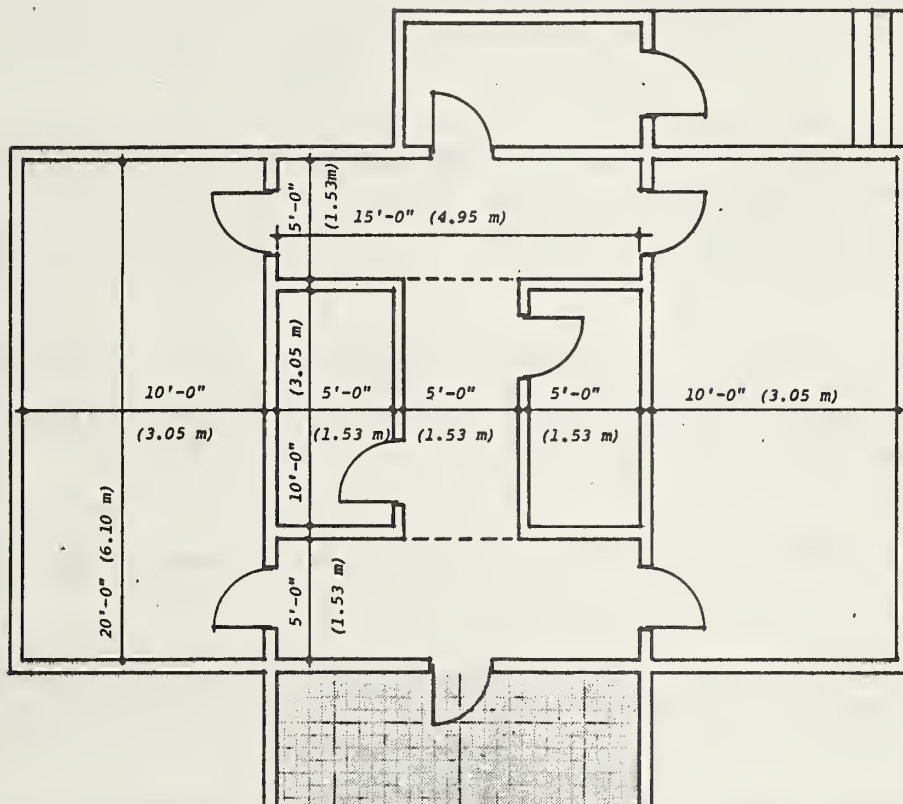 5'-0"
(1.53m)
15'-0" (4.95 m)
(3.05 m)
10'-0"
10'-0"
(3.05 m)
5'-0"
(1.53 m)
5'-0"
(1.53 m)
5'-0"
(1.53 m)
10'-0" (3.05 m)
20'-0" (6.10 m)
5'-0"
(1.53 m)